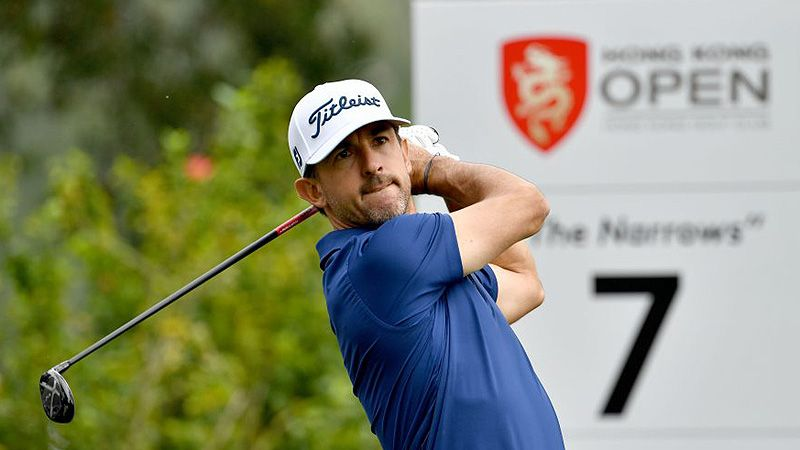 Titleist
HONG KONG
OPEN
The Narrows"
7